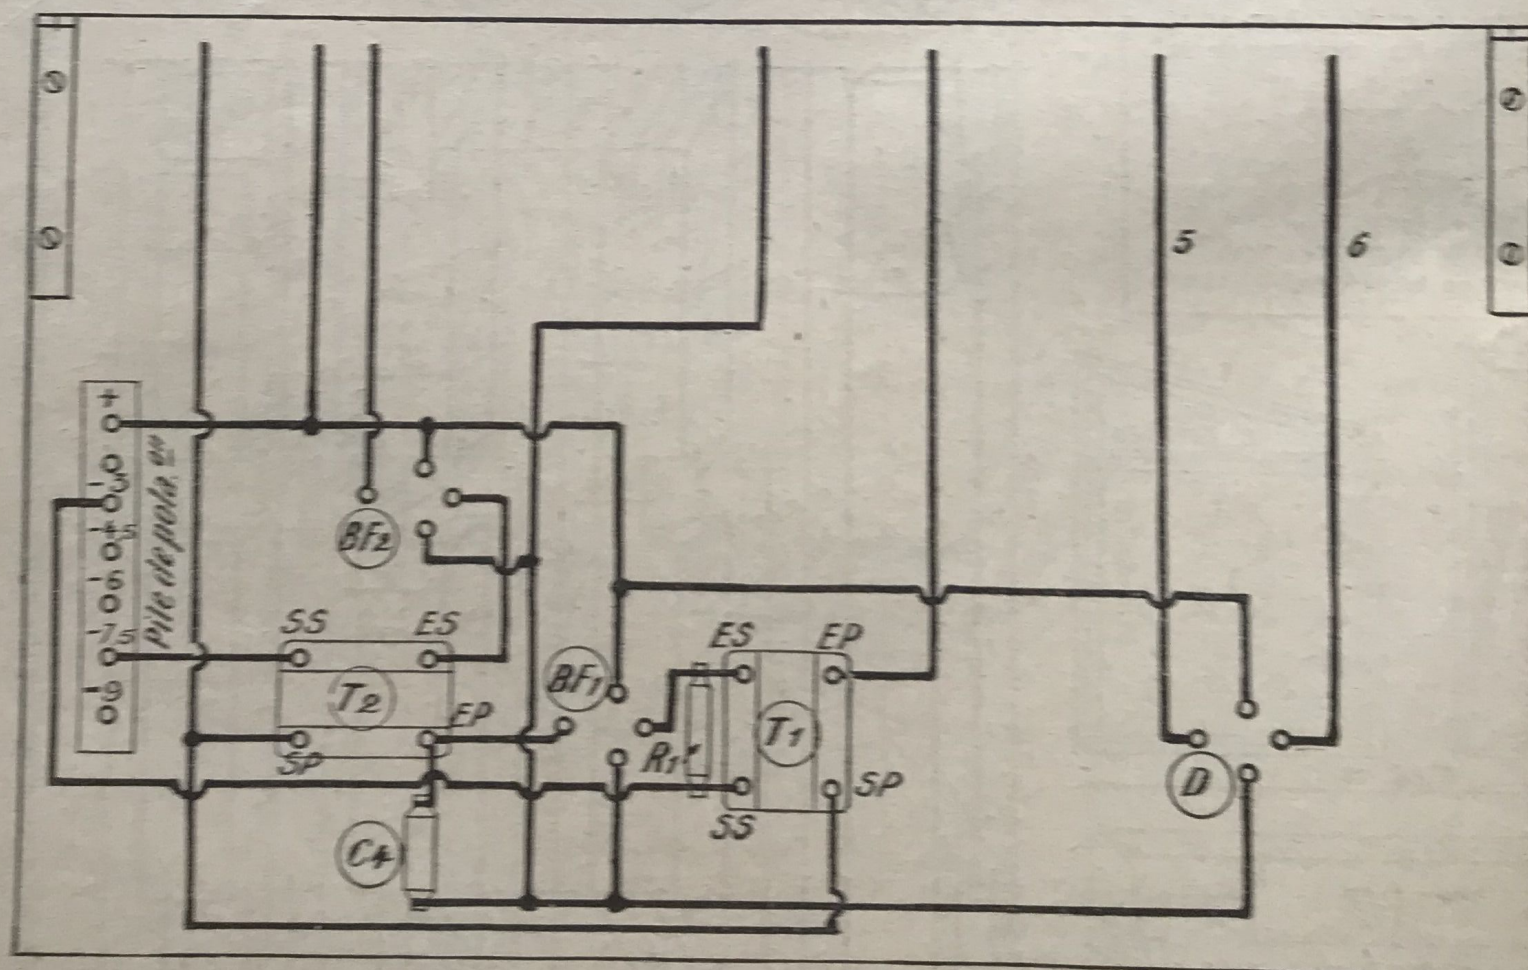 5
6
+
-3
-4,5
-6
-7,5
-9
Pile de pola. on
BF2
SS
ES
T2
SP
EP
BF1
R1
ES
EP
T1
SS
SP
C4
D